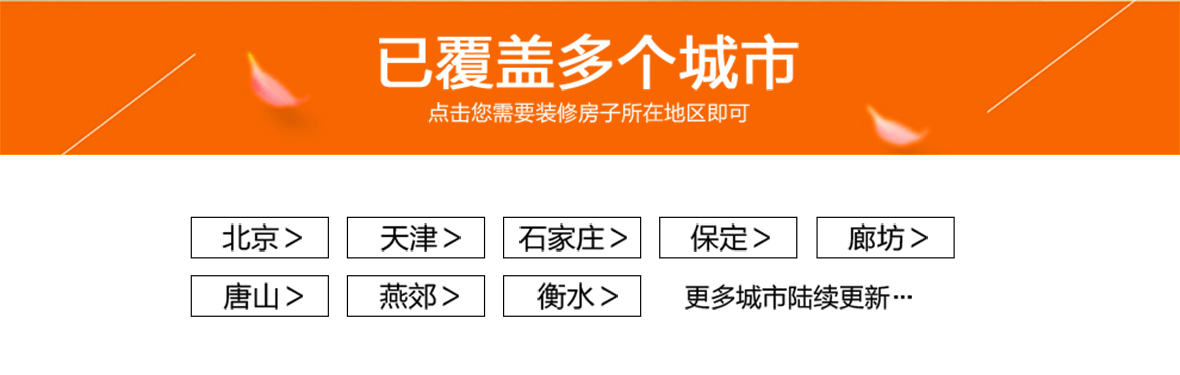 已覆盖多个城市
点击您需要装修房子所在地区即可
北京> 天津> 石家庄> 保定> 廊坊>
唐山> 燕郊> 衡水> 更多城市陆续更新···